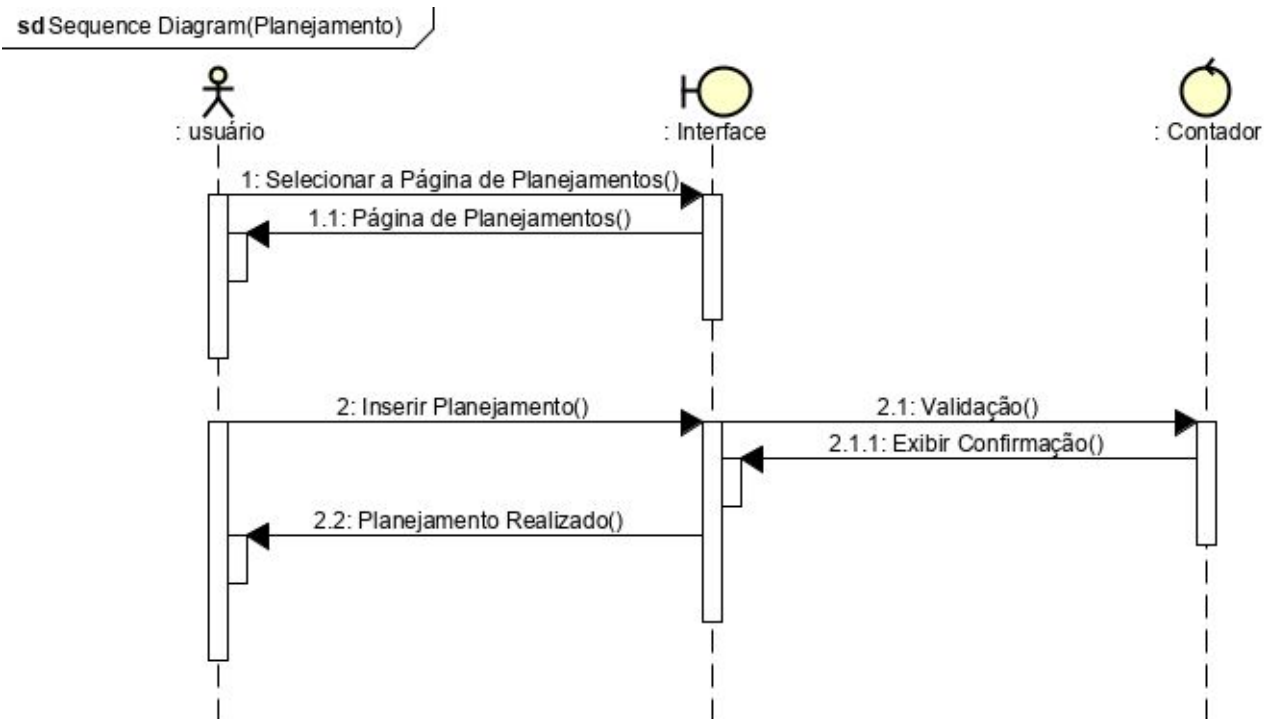 sd Sequence Diagram(Planejamento)
: usuário
: Interface
: Contador
1: Selecionar a Página de Planejamentos()
1.1: Página de Planejamentos()
2: Inserir Planejamento()
2.1: Validação()
2.1.1: Exibir Confirmação()
2.2: Planejamento Realizado()